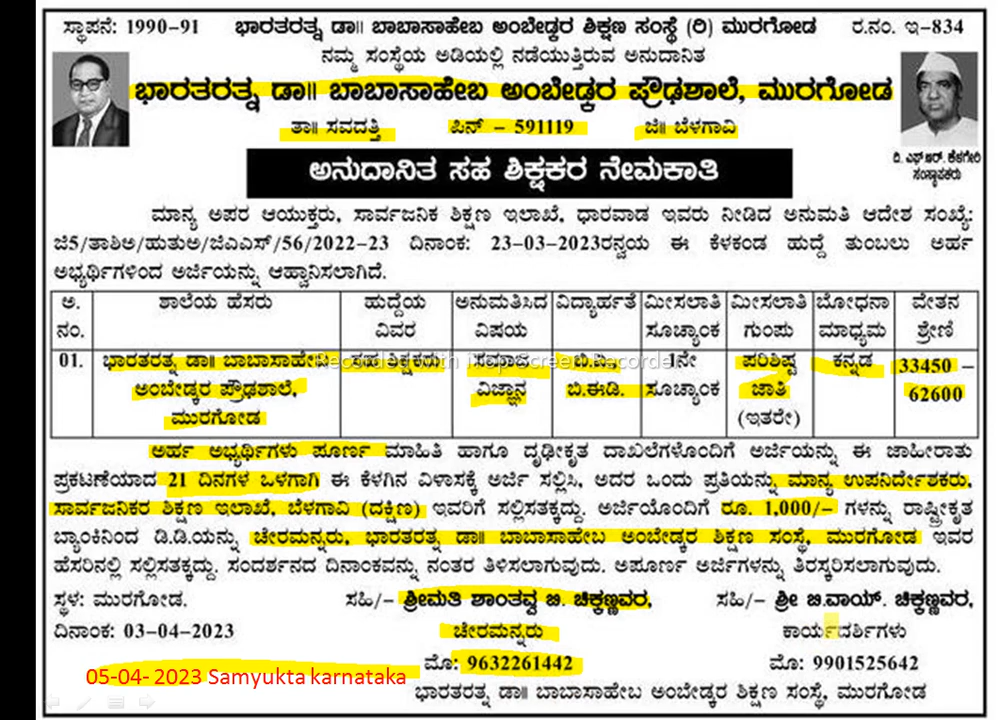 ಸ್ಥಾಪನೆ: 1990-91 ಭಾರತರತ್ನ ಡಾ॥ ಬಾಬಾಸಾಹೇಬ ಅಂಬೇಡ್ಕರ ಶಿಕ್ಷಣ ಸಂಸ್ಥೆ (ರಿ) ಮುರಗೋಡ ರ.ನಂ. ಇ-834
ನಮ್ಮ ಸಂಸ್ಥೆಯ ಅಡಿಯಲ್ಲಿ ನಡೆಯುತ್ತಿರುವ ಅನುದಾನಿತ
ಭಾರತರತ್ನ ಡಾ॥ ಬಾಬಾಸಾಹೇಬ ಅಂಬೇಡ್ಕರ ಪ್ರೌಢಶಾಲೆ, ಮುರಗೋಡ
ತಾ॥ ಸವದತ್ತಿ ಪಿನ್ - 591119 ಜಿ॥ ಬೆಳಗಾವಿ
ದಿ. ಎಫ್.ಆರ್. ಕೆಳಗೇರಿ
ಸಂಸ್ಥಾಪಕರು
ಅನುದಾನಿತ ಸಹ ಶಿಕ್ಷಕರ ನೇಮಕಾತಿ
ಮಾನ್ಯ ಅಪರ ಆಯುಕ್ತರು, ಸಾರ್ವಜನಿಕ ಶಿಕ್ಷಣ ಇಲಾಖೆ, ಧಾರವಾಡ ಇವರು ನೀಡಿದ ಅನುಮತಿ ಆದೇಶ ಸಂಖ್ಯೆ:
ಜಿ5/ತಾಶಿಅ/ಹುತುಅ/ಜಿಎಎಸ್/56/2022-23 ದಿನಾಂಕ: 23-03-2023ರನ್ವಯ ಈ ಕೆಳಕಂಡ ಹುದ್ದೆ ತುಂಬಲು ಅರ್ಹ
ಅಭ್ಯರ್ಥಿಗಳಿಂದ ಅರ್ಜಿಯನ್ನು ಆಹ್ವಾನಿಸಲಾಗಿದೆ.
ಅ. ಶಾಲೆಯ ಹೆಸರು ಹುದ್ದೆಯ ಅನುಮತಿಸಿದ ವಿದ್ಯಾರ್ಹತೆ ಮೀಸಲಾತಿ ಮೀಸಲಾತಿ ಬೋಧನಾ ವೇತನ
ನಂ. ವಿವರ ವಿಷಯ ಸೂಚ್ಯಾಂಕ ಗುಂಪು ಮಾಧ್ಯಮ ಶ್ರೇಣಿ
01. ಭಾರತರತ್ನ ಡಾ॥ ಬಾಬಾಸಾಹೇಬ ಸಹ ಶಿಕ್ಷಕರು ಸಮಾಜ ಬಿ.ಎ. 1ನೇ ಪರಿಶಿಷ್ಟ ಕನ್ನಡ 33450 –
ಅಂಬೇಡ್ಕರ ಪ್ರೌಢಶಾಲೆ, ವಿಜ್ಞಾನ ಬಿ.ಈಡಿ. ಸೂಚ್ಯಾಂಕ ಜಾತಿ 62600
ಮುರಗೋಡ (ಇತರೇ)
ಅರ್ಹ ಅಭ್ಯರ್ಥಿಗಳು ಪೂರ್ಣ ಮಾಹಿತಿ ಹಾಗೂ ದೃಢೀಕೃತ ದಾಖಲೆಗಳೊಂದಿಗೆ ಅರ್ಜಿಯನ್ನು ಈ ಜಾಹೀರಾತು
ಪ್ರಕಟಣೆಯಾದ 21 ದಿನಗಳ ಒಳಗಾಗಿ ಈ ಕೆಳಗಿನ ವಿಳಾಸಕ್ಕೆ ಅರ್ಜಿ ಸಲ್ಲಿಸಿ, ಅದರ ಒಂದು ಪ್ರತಿಯನ್ನು ಮಾನ್ಯ ಉಪನಿರ್ದೇಶಕರು,
ಸಾರ್ವಜನಿಕರ ಶಿಕ್ಷಣ ಇಲಾಖೆ, ಬೆಳಗಾವಿ (ದಕ್ಷಿಣ) ಇವರಿಗೆ ಸಲ್ಲಿಸತಕ್ಕದ್ದು. ಅರ್ಜಿಯೊಂದಿಗೆ ರೂ. 1,000/– ಗಳನ್ನು ರಾಷ್ಟ್ರೀಕೃತ
ಬ್ಯಾಂಕಿನಿಂದ ಡಿ.ಡಿ.ಯನ್ನು ಚೇರಮನ್ನರು, ಭಾರತರತ್ನ ಡಾ॥ ಬಾಬಾಸಾಹೇಬ ಅಂಬೇಡ್ಕರ ಶಿಕ್ಷಣ ಸಂಸ್ಥೆ, ಮುರಗೋಡ ಇವರ
ಹೆಸರಿನಲ್ಲಿ ಸಲ್ಲಿಸತಕ್ಕದ್ದು. ಸಂದರ್ಶನದ ದಿನಾಂಕವನ್ನು ನಂತರ ತಿಳಿಸಲಾಗುವುದು. ಅಪೂರ್ಣ ಅರ್ಜಿಗಳನ್ನು ತಿರಸ್ಕರಿಸಲಾಗುವುದು.
ಸ್ಥಳ: ಮುರಗೋಡ. ಸಹಿ/– ಶ್ರೀಮತಿ ಶಾಂತವ್ವ ಬಿ. ಚಿಕ್ಕಣ್ಣವರ, ಸಹಿ/– ಶ್ರೀ ಬಿ.ವಾಯ್. ಚಿಕ್ಕಣ್ಣವರ,
ದಿನಾಂಕ: 03-04-2023 ಚೇರಮನ್ನರು ಕಾರ್ಯದರ್ಶಿಗಳು
ಮೊ: 9632261442 ಮೊ: 9901525642
05-04- 2023 Samyukta karnataka
ಭಾರತರತ್ನ ಡಾ॥ ಬಾಬಾಸಾಹೇಬ ಅಂಬೇಡ್ಕರ ಶಿಕ್ಷಣ ಸಂಸ್ಥೆ, ಮುರಗೋಡ